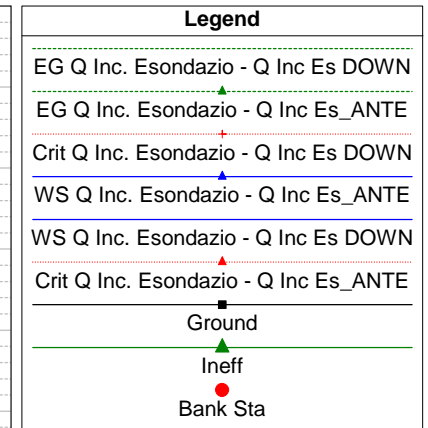 Legend
EG Q Inc. Esondazio - Q Inc Es DOWN
EG Q Inc. Esondazio - Q Inc Es_ANTE
Crit Q Inc. Esondazio - Q Inc Es DOWN
WS Q Inc. Esondazio - Q Inc Es_ANTE
WS Q Inc. Esondazio - Q Inc Es DOWN
Crit Q Inc. Esondazio - Q Inc Es_ANTE
Ground
Ineff
Bank Sta